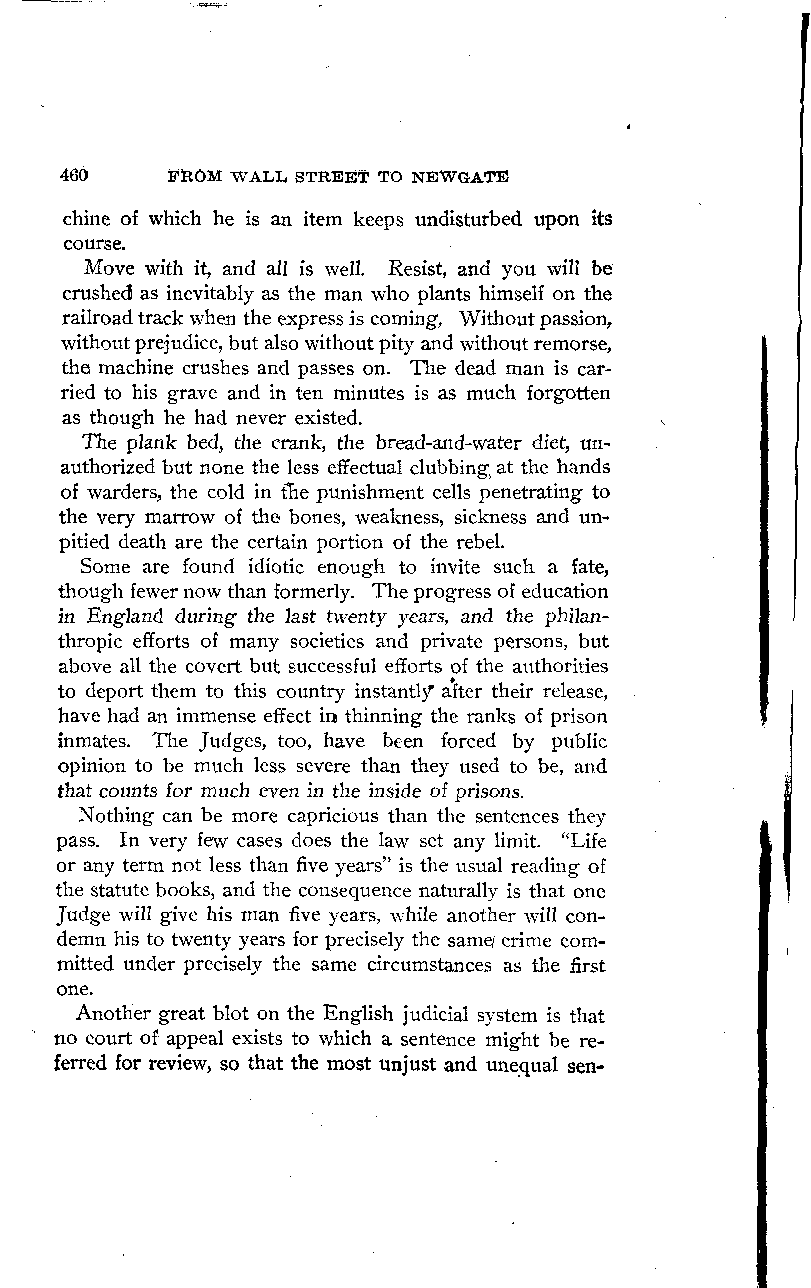 460 FROM WALL STREET TO NEWGATE
chine of which he is an item keeps undisturbed upon its
course.
Move with it, and all is well. Resist, and you will be
crushed as inevitably as the man who plants himself on the
railroad track when the express is coming, Without passion,
without prejudice, but also without pity and without remorse,
the machine crushes and passes on. The dead man is car-
ried to his grave and in ten minutes is as much forgotten
as though he had never existed.
The plank bed, the crank, the bread-and-water diet, un-
authorized but none the less effectual clubbing, at the hands
of warders, the cold in the punishment cells penetrating to
the very marrow of the bones, weakness, sickness and un-
pitied death are the certain portion of the rebel.
Some are found idiotic enough to invite such a fate,
though fewer now than formerly. The progress of education
in England during the last twenty years, and the philan-
thropic efforts of many societies and private persons, but
above all the covert but successful efforts of the authorities
to deport them to this country instantly after their release,
have had an immense effect in thinning the ranks of prison
inmates. The Judges, too, have been forced by public
opinion to be much less severe than they used to be, and
that counts for much even in the inside of prisons.
Nothing can be more capricious than the sentences they
pass. In very few cases does the law set any limit. "Life
or any term not less than five years" is the usual reading of
the statute books, and the consequence naturally is that one
Judge will give his man five years, while another will con-
demn his to twenty years for precisely the same crime com-
mitted under precisely the same circumstances as the first
one.
Another great blot on the English judicial system is that
no court of appeal exists to which a sentence might be re-
ferred for review, so that the most unjust and unequal sen-